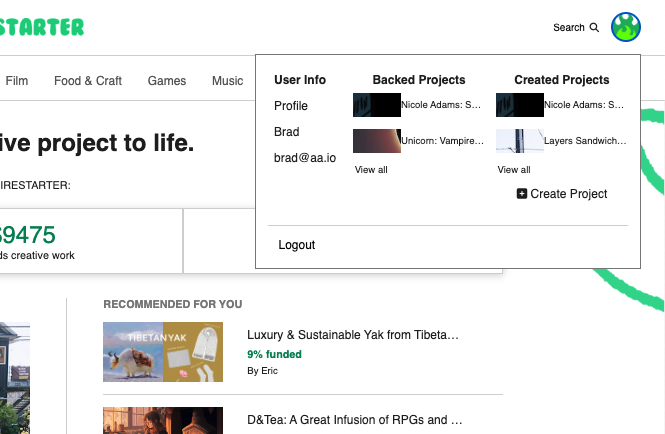 STARTER
Search
Film
Food & Craft
Games
Music
User Info
Profile
Brad
brad@aa.io
Backed Projects
Nicole Adams: S…
Unicorn: Vampire…
View all
Created Projects
Nicole Adams: S…
Layers Sandwich…
View all
Create Project
Logout
ive project to life.
IRESTARTER:
$9475
ds creative work
RECOMMENDED FOR YOU
TIBETAN YAK
Luxury & Sustainable Yak from Tibeta…
9% funded
By Eric
D&Tea: A Great Infusion of RPGs and …